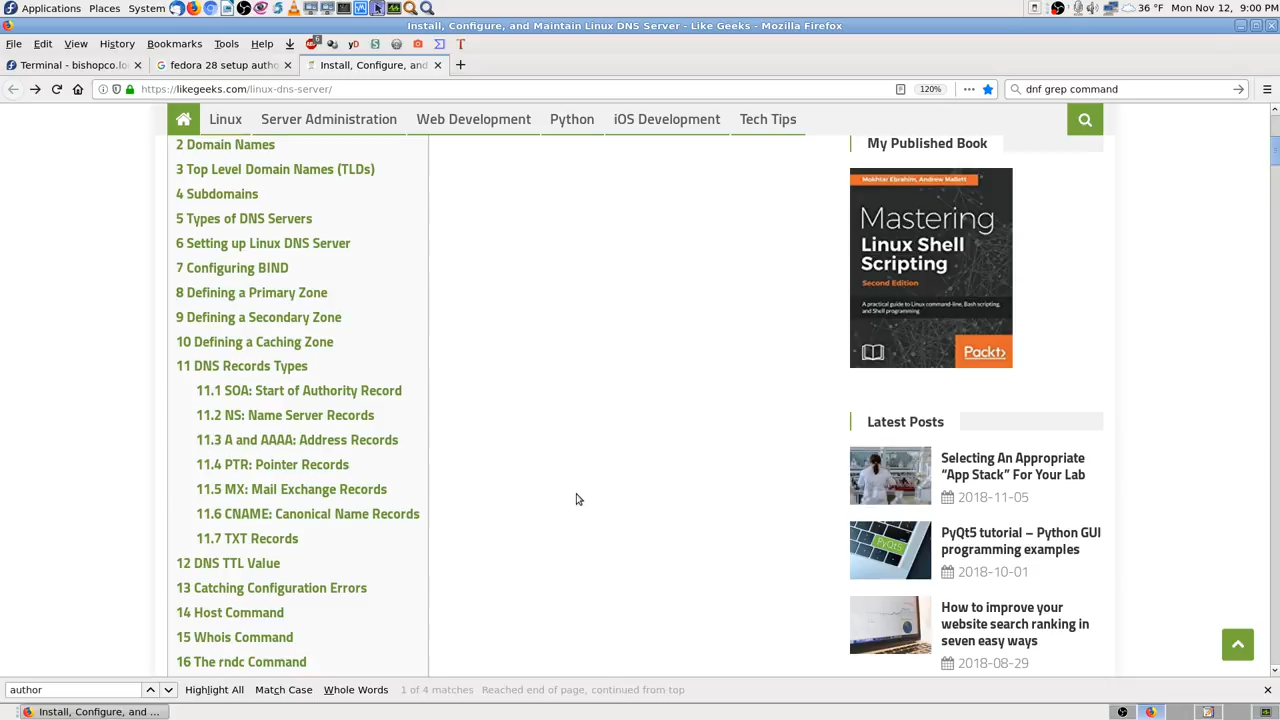 Applications Places System 36 °F Mon Nov 12, 9:00 PM
Install, Configure, and Maintain Linux DNS Server - Like Geeks - Mozilla Firefox
File Edit View History Bookmarks Tools Help
Terminal - bishopco.lo
fedora 28 setup autho
Install, Configure, and
https://likegeeks.com/linux-dns-server/ 120% dnf grep command
Linux Server Administration Web Development Python iOS Development Tech Tips
2 Domain Names
3 Top Level Domain Names (TLDs)
4 Subdomains
5 Types of DNS Servers
6 Setting up Linux DNS Server
7 Configuring BIND
8 Defining a Primary Zone
9 Defining a Secondary Zone
10 Defining a Caching Zone
11 DNS Records Types
11.1 SOA: Start of Authority Record
11.2 NS: Name Server Records
11.3 A and AAAA: Address Records
11.4 PTR: Pointer Records
11.5 MX: Mail Exchange Records
11.6 CNAME: Canonical Name Records
11.7 TXT Records
12 DNS TTL Value
13 Catching Configuration Errors
14 Host Command
15 Whois Command
16 The rndc Command
My Published Book
Mokhtar Ebrahim, Andrew Mallett
Mastering
Linux Shell
Scripting
Second Edition
A practical guide to Linux command-line, Bash scripting,
and Shell programming
Packt>
Latest Posts
Selecting An Appropriate
“App Stack” For Your Lab
2018-11-05
PyQt5 tutorial – Python GUI
programming examples
2018-10-01
PyQt5
How to improve your
website search ranking in
seven easy ways
2018-08-29
author Highlight All Match Case Whole Words 1 of 4 matches Reached end of page, continued from top
Install, Configure, and ...